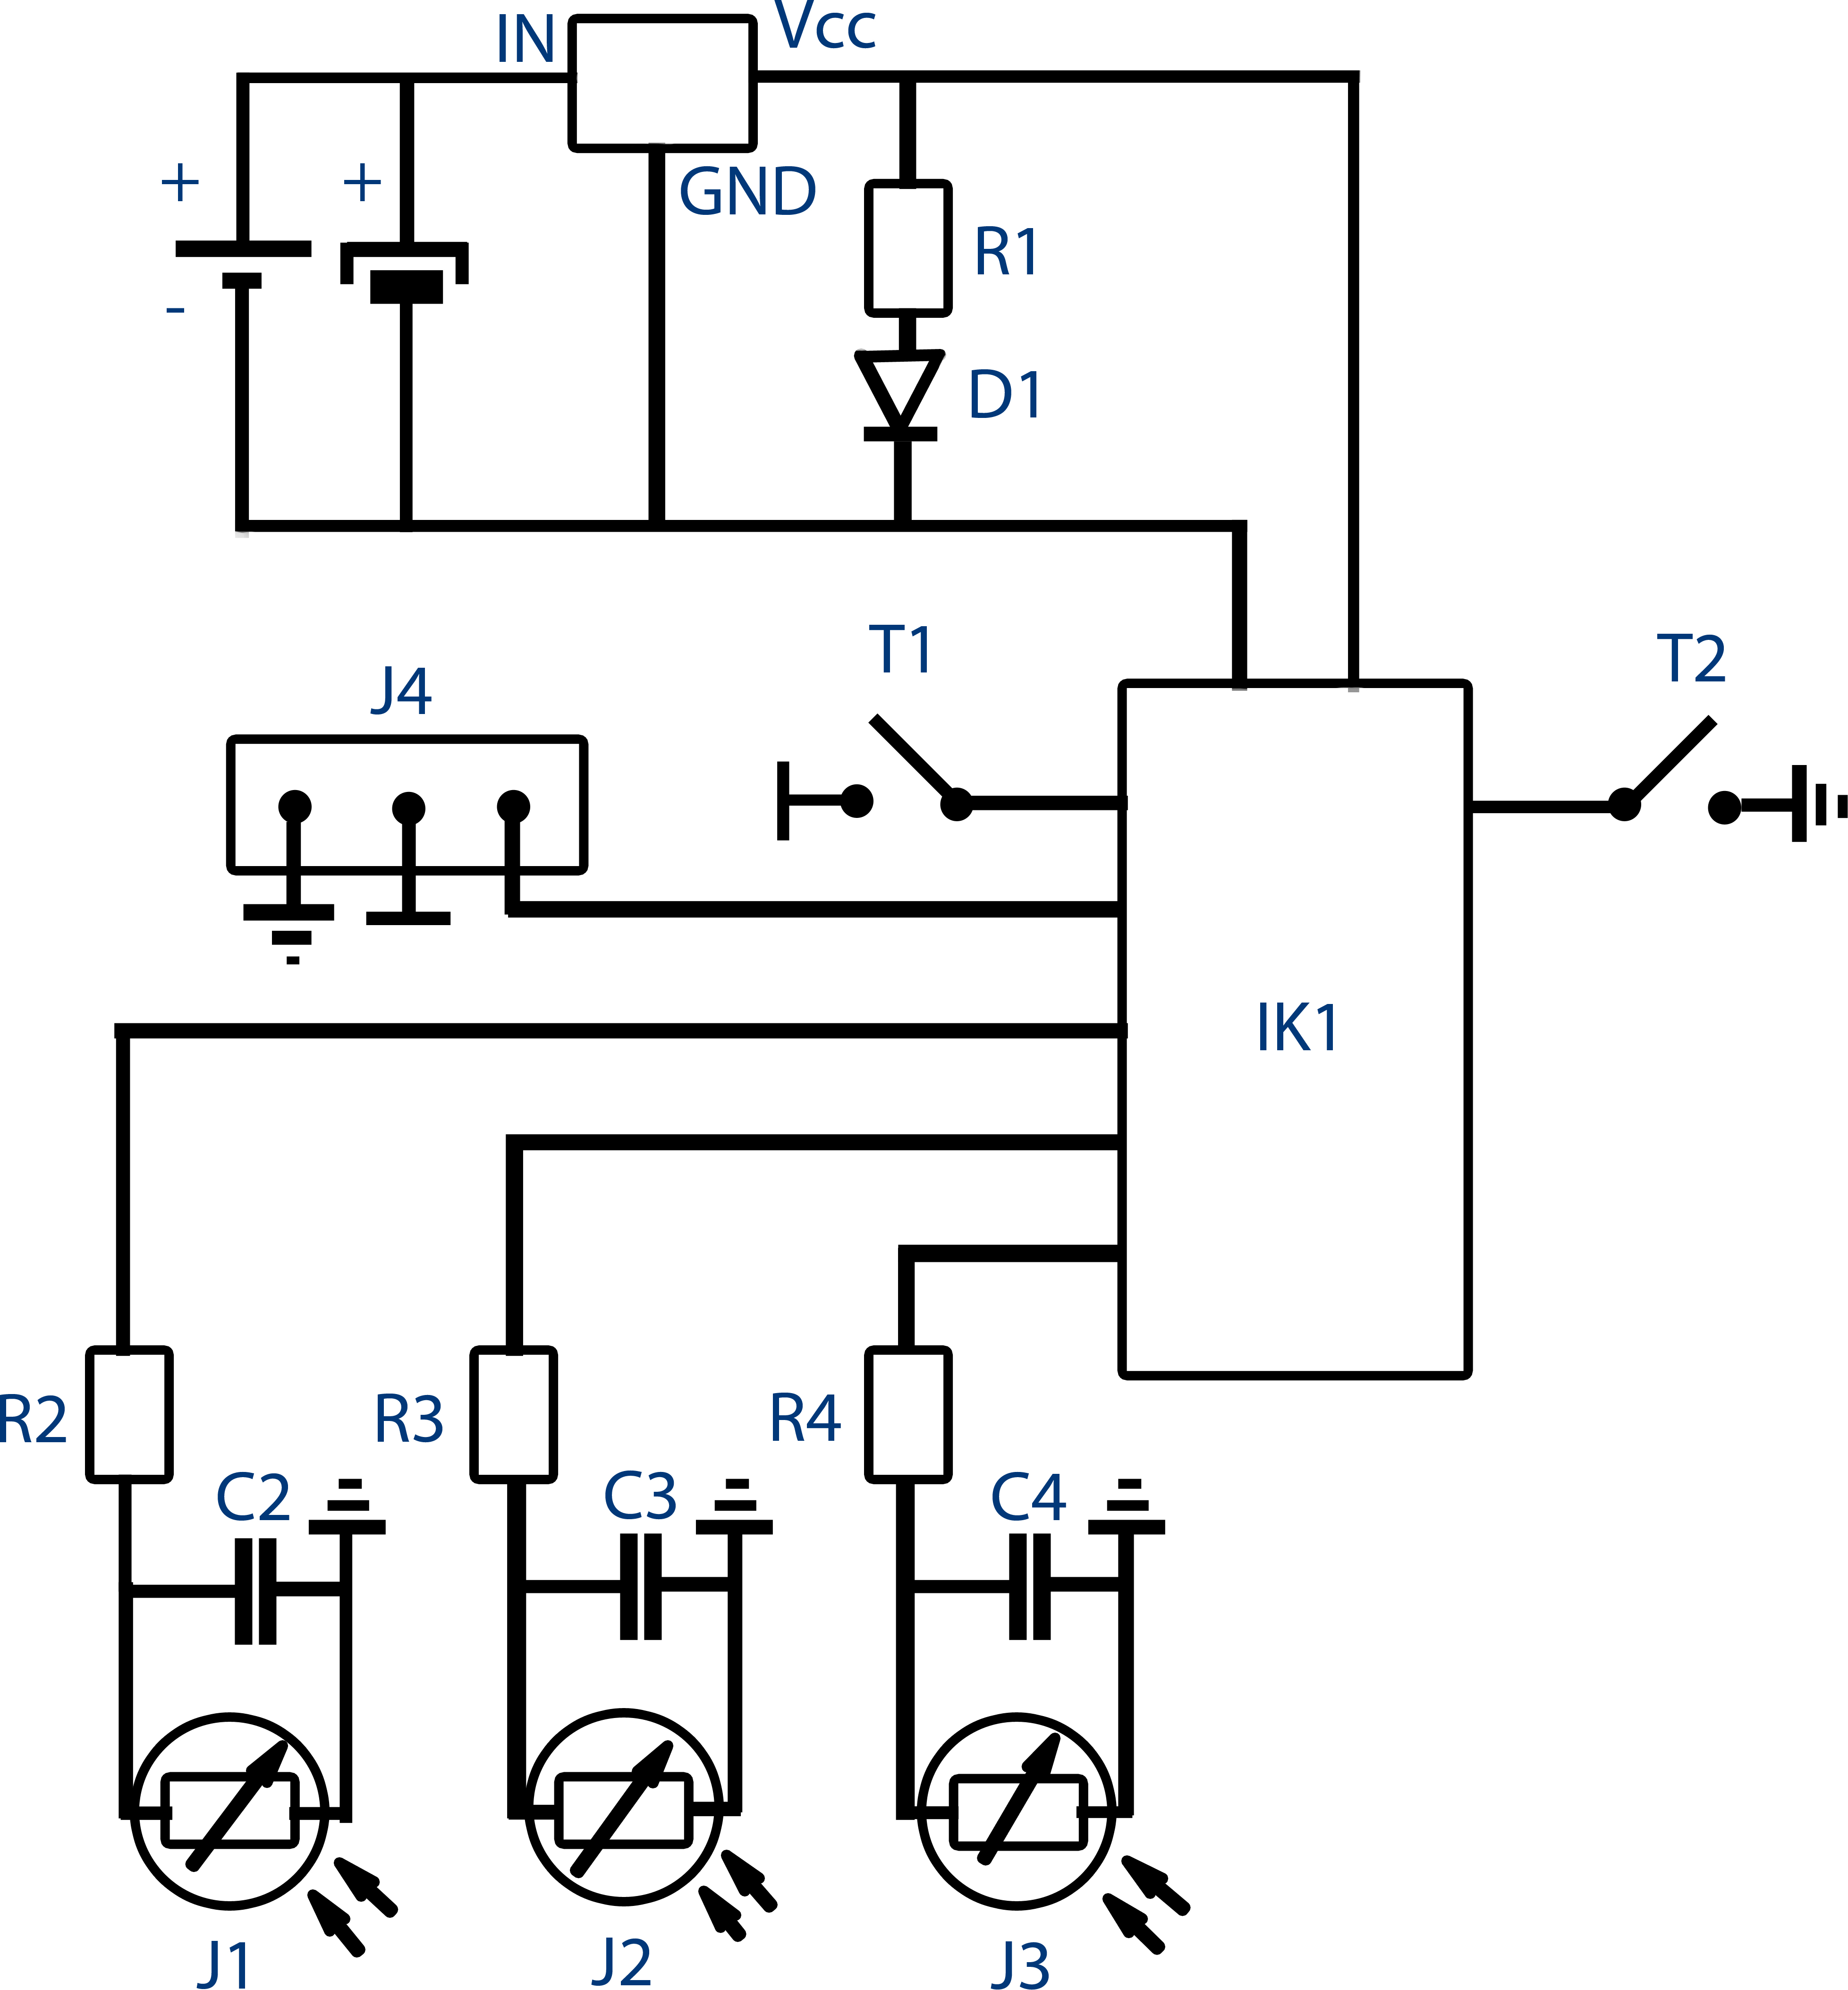 IN
Vcc
+
+
GND
R1
-
D1
T1
T2
J4
IK1
R2
R3
R4
C2
C3
C4
J1
J2
J3